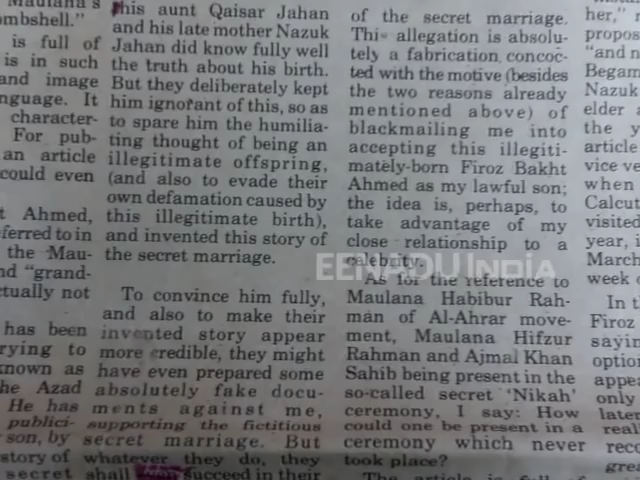 Maulana's
ombshell."
is full of
is in such
and image
nguage. It
character-
For pub-
an article
could even
t Ahmed,
ferred to in
the Mau-
nd "grand-
ctually not
has been
rying to
known as
he Azad
He has
publici-
son, by
story of
secret
his aunt Qaisar Jahan
and his late mother Nazuk
Jahan did know fully well
the truth about his birth.
But they deliberately kept
him ignorant of this, so as
to spare him the humilia-
ting thought of being an
illegitimate offspring,
(and also to evade their
own defamation caused by
this illegitimate birth),
and invented this story of
the secret marriage.
To convince him fully,
and also to make their
invented story appear
more credible, they might
have even prepared some
absolutely fake docu-
ments against me,
supporting the fictitious
secret marriage. But
whatever they do, they
shall succeed in their
of the secret marriage.
This allegation is absolu-
tely a fabrication concoc-
ted with the motive (besides
the two reasons already
mentioned above) of
blackmailing me into
accepting this illegiti-
mately-born Firoz Bakht
Ahmed as my lawful son;
the idea is, perhaps, to
take advantage of my
close relationship to a
celebrity.
EENADU India
As for the reference to
Maulana Habibur Rah-
man of Al-Ahrar move-
ment, Maulana Hifzur
Rahman and Ajmal Khan
Sahib being present in the
so-called secret 'Nikah'
ceremony, I say: How
could one be present in a
ceremony which never
took place?
The article is full of
her,"
propos
"and n
Begam
Nazuk
elder
the y
article
vice ve
when
Calcut
visited
year, i
March
week o
In t
Firoz
sayin
option
appe
only
later
reall
reco
grea